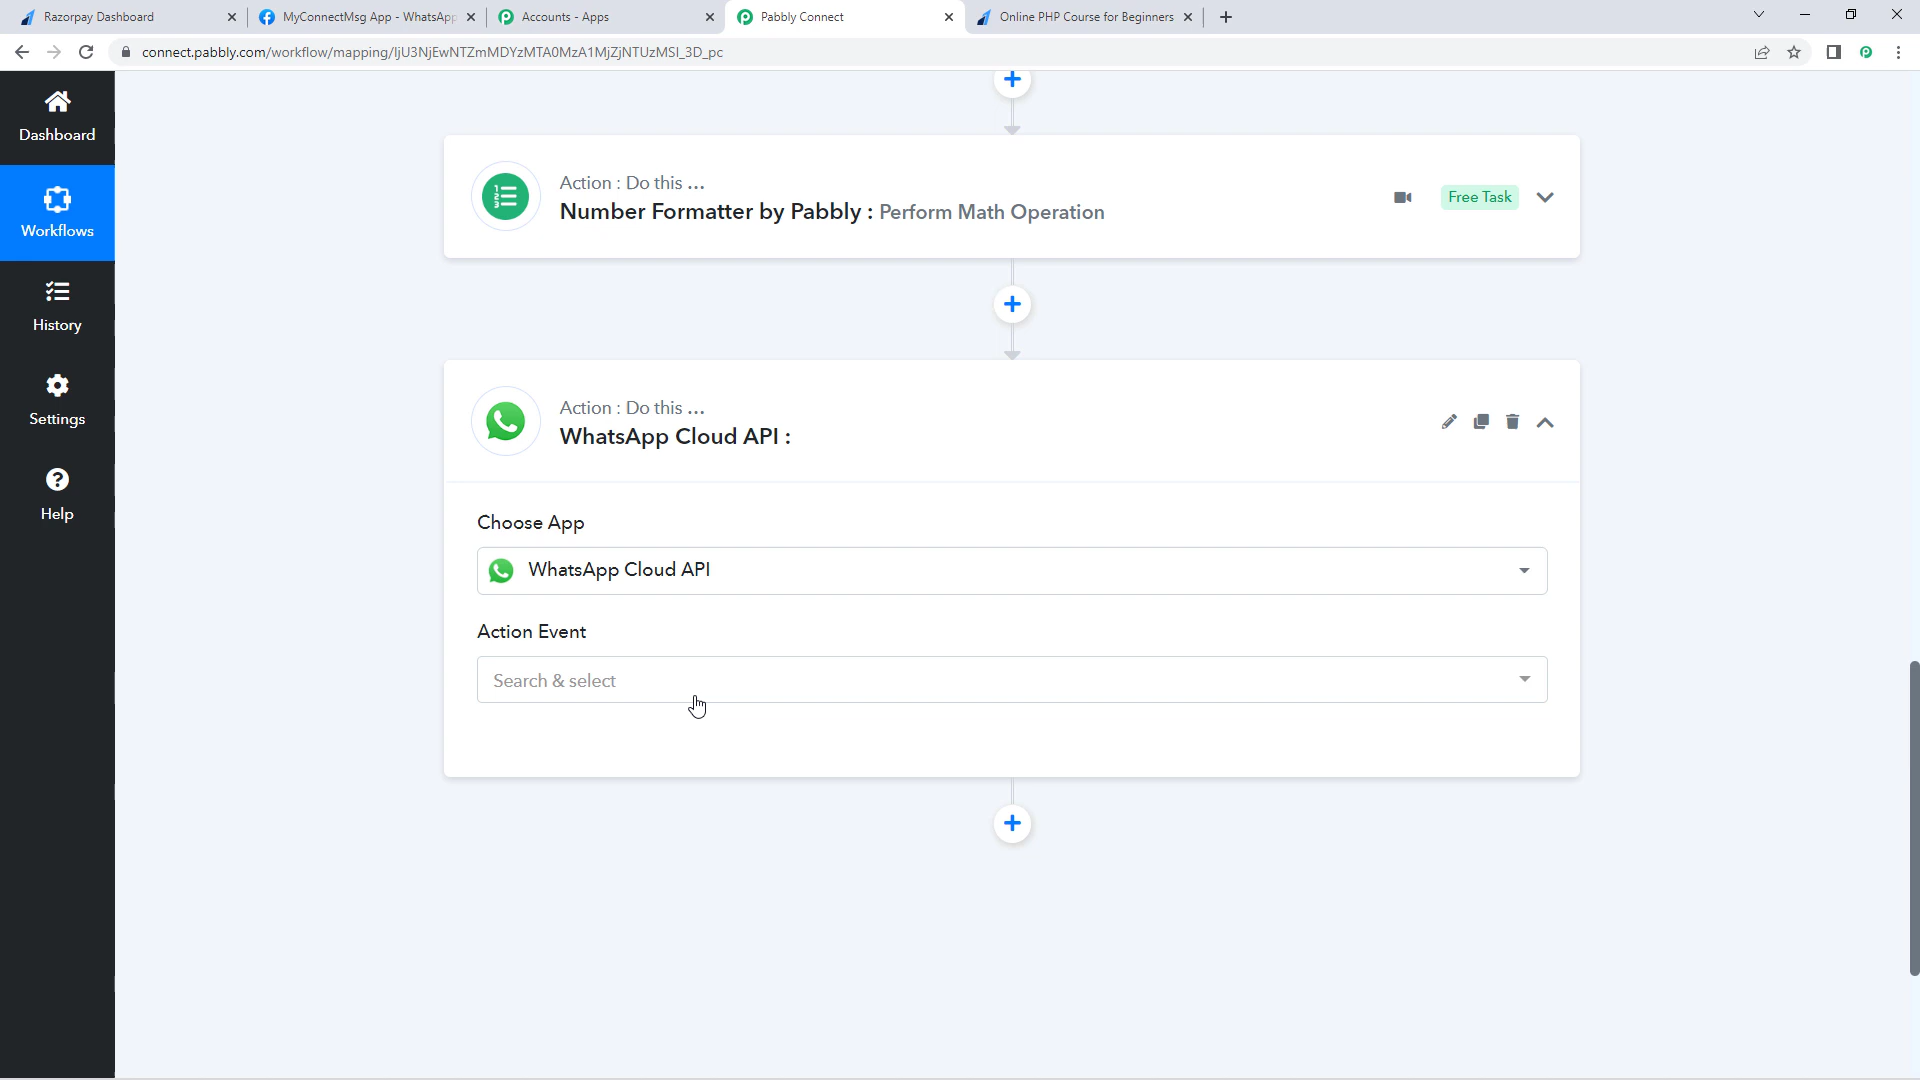 Razorpay Dashboard
MyConnectMsg App - WhatsApp
Accounts - Apps
Pabbly Connect
Online PHP Course for Beginners
connect.pabbly.com/workflow/mapping/IjU3NjEwNTZmMDYzMTA0MzA1MjZjNTUzMSI_3D_pc
Dashboard
Workflows
History
Settings
Help
Action : Do this ...
Number Formatter by Pabbly : Perform Math Operation
Free Task
Action : Do this ...
WhatsApp Cloud API :
Choose App
WhatsApp Cloud API
Action Event
Search & select